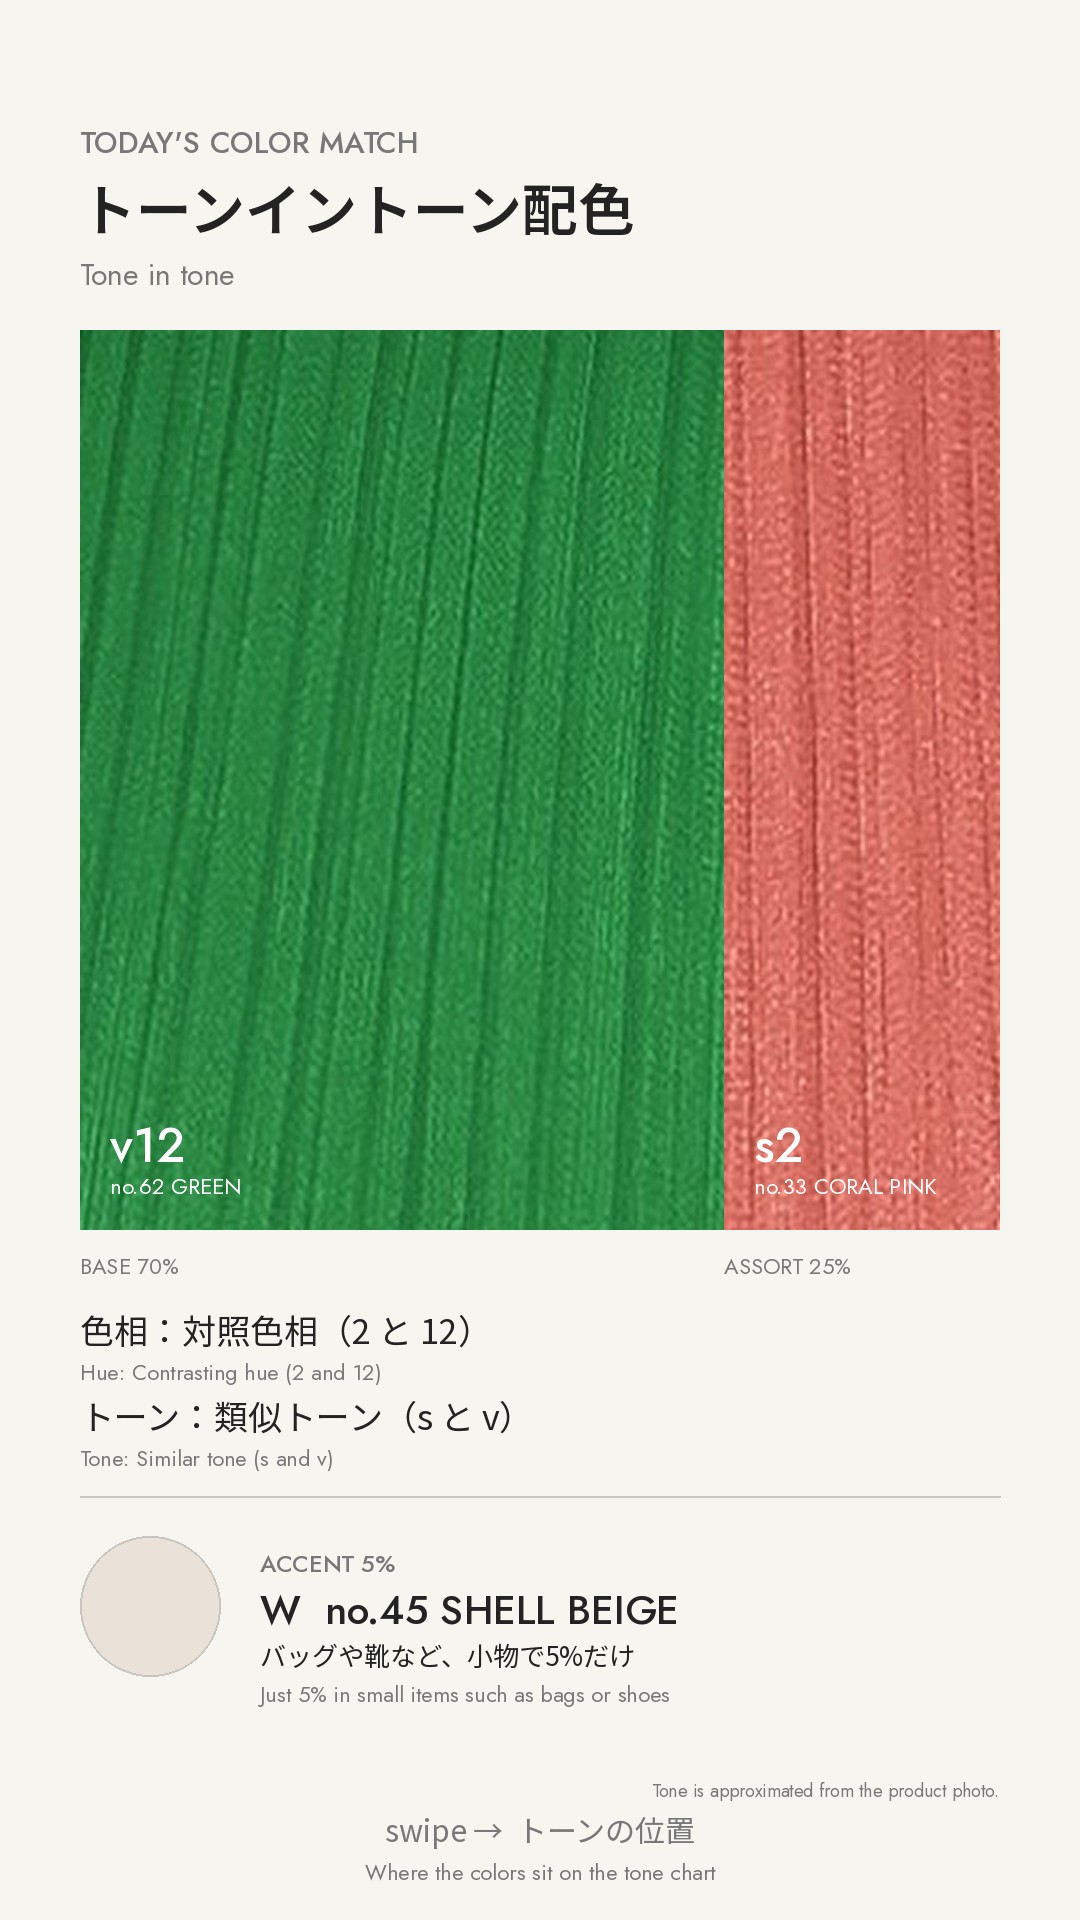 TODAY'S COLOR MATCH
トーンイントーン配色
Tone in tone
v12
no.62 GREEN
s2
no.33 CORAL PINK
BASE 70%
ASSORT 25%
色相：対照色相（2 と 12）
Hue: Contrasting hue (2 and 12)
トーン：類似トーン（s と v）
Tone: Similar tone (s and v)
ACCENT 5%
W no.45 SHELL BEIGE
バッグや靴など、小物で5%だけ
Just 5% in small items such as bags or shoes
Tone is approximated from the product photo.
swipe → トーンの位置
Where the colors sit on the tone chart